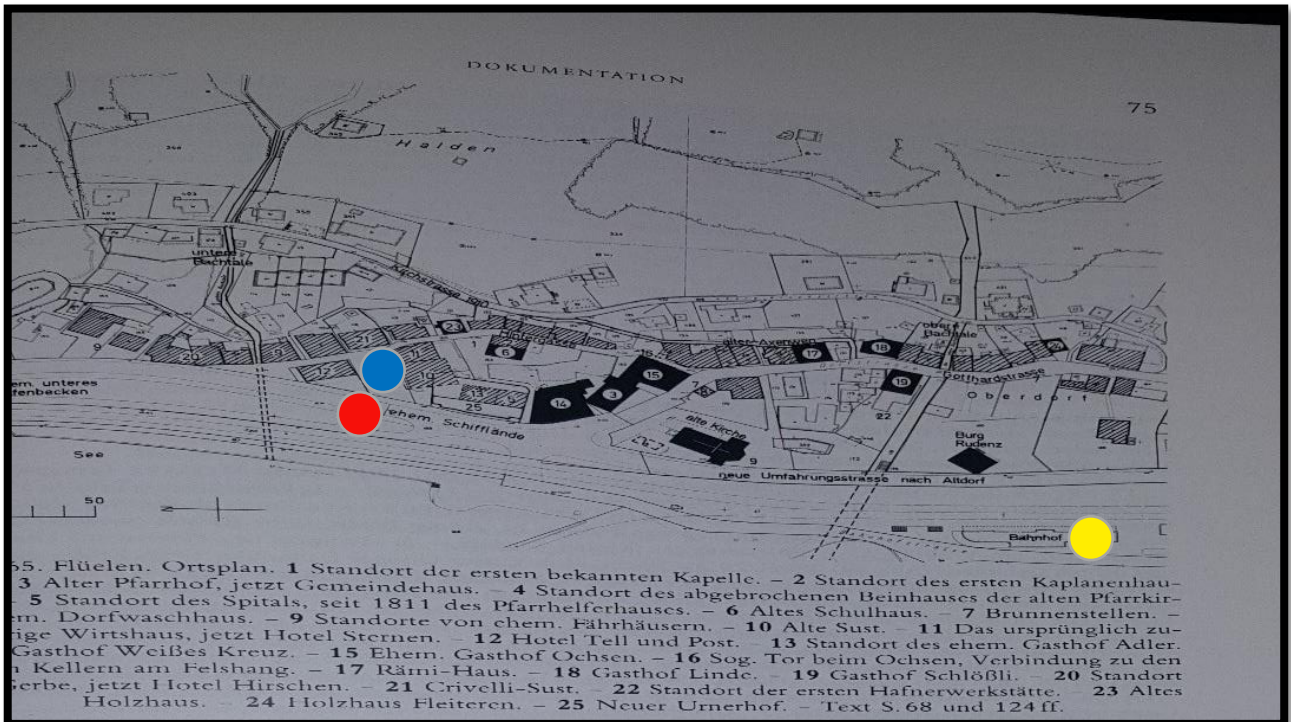 DOKUMENTATION
75
Halden
untere
Bachtale
Kirchstrasse
obere
Bachtale
alter Axenweg
Hintergasse
Gotthardstrasse
Oberdorf
em. unteres
afenbecken
ehem. Schifflände
alte Kirche
Burg
Rudenz
neue Umfahrungsstrasse nach Altdorf
See
50
N
Bahnhof
65. Flüelen. Ortsplan. 1 Standort der ersten bekannten Kapelle. – 2 Standort des ersten Kaplanenhau-
3 Alter Pfarrhof, jetzt Gemeindehaus. – 4 Standort des abgebrochenen Beinhauses der alten Pfarrkir-
– 5 Standort des Spitals, seit 1811 des Pfarrhelferhauses. – 6 Altes Schulhaus. – 7 Brunnenstellen. –
em. Dorfwaschhaus. – 9 Standorte von ehem. Fährhäusern. – 10 Alte Sust. – 11 Das ursprünglich zu-
rige Wirtshaus, jetzt Hotel Sternen. – 12 Hotel Tell und Post. – 13 Standort des ehem. Gasthof Adler.
Gasthof Weißes Kreuz. – 15 Ehem. Gasthof Ochsen. – 16 Sog. Tor beim Ochsen, Verbindung zu den
n Kellern am Felshang. – 17 Rämi-Haus. – 18 Gasthof Linde. – 19 Gasthof Schlößli. – 20 Standort
Gerbe, jetzt Hotel Hirschen. – 21 Crivelli-Sust. – 22 Standort der ersten Hafnerwerkstätte. 23 Altes
Holzhaus. – 24 Holzhaus Fleiteren. – 25 Neuer Urnerhof. – Text S. 68 und 124 ff.